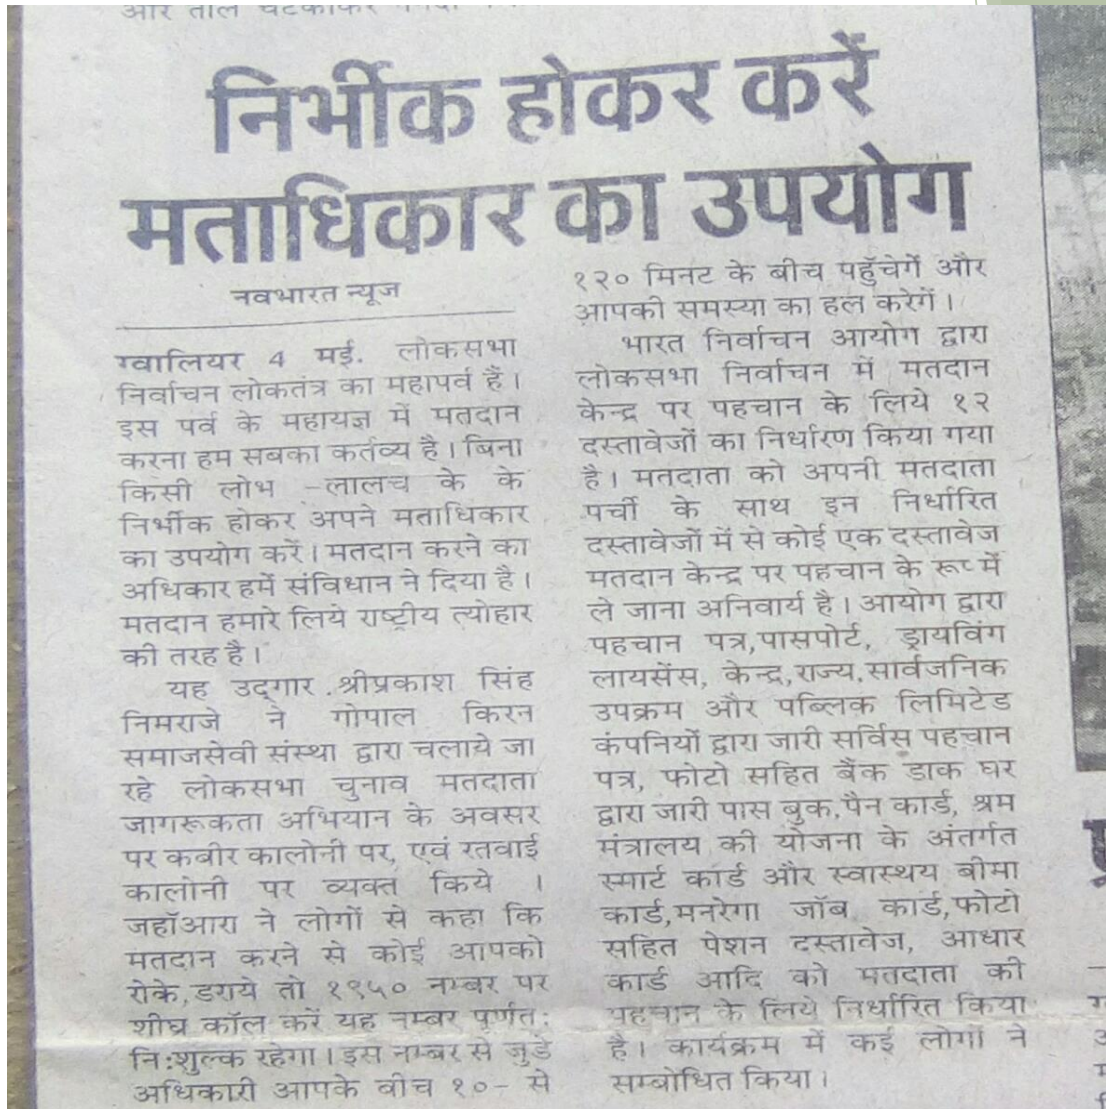 निर्भीक होकर करें
मताधिकार का उपयोग
नवभारत न्यूज
ग्वालियर 4 मई. लोकसभा
निर्वाचन लोकतंत्र का महापर्व हैं।
इस पर्व के महायज्ञ में मतदान
करना हम सबका कर्तव्य है। बिना
किसी लोभ –लालच के के
निर्भीक होकर अपने मताधिकार
का उपयोग करें। मतदान करने का
अधिकार हमें संविधान ने दिया है।
मतदान हमारे लिये राष्ट्रीय त्योहार
की तरह है।
यह उद्‌गार श्रीप्रकाश सिंह
निमराजे ने गोपाल किरन
समाजसेवी संस्था द्वारा चलाये जा
रहे लोकसभा चुनाव मतदाता
जागरूकता अभियान के अवसर
पर कबीर कालोनी पर, एवं रतवाई
कालोनी पर व्यक्त किये ।
जहॉआरा ने लोगों से कहा कि
मतदान करने से कोई आपको
रोके, डराये तो १९५० नम्बर पर
शीघ्र कॉल करें यह नम्बर पूर्णत:
नि:शुल्क रहेगा। इस नम्बर से जुडे
अधिकारी आपके बीच १०- से
१२० मिनट के बीच पहुँचेगें और
आपकी समस्या का हल करेगें।
भारत निर्वाचन आयोग द्वारा
लोकसभा निर्वाचन में मतदान
केन्द्र पर पहचान के लिये १२
दस्तावेजों का निर्धारण किया गया
है। मतदाता को अपनी मतदाता
पर्ची के साथ इन निर्धारित
दस्तावेजों में से कोई एक दस्तावेज
मतदान केन्द्र पर पहचान के रूप में
ले जाना अनिवार्य है। आयोग द्वारा
पहचान पत्र, पासपोर्ट, ड्रायविंग
लायसेंस, केन्द्र, राज्य, सार्वजनिक
उपक्रम और पब्लिक लिमिटेड
कंपनियों द्वारा जारी सर्विस पहचान
पत्र, फोटो सहित बैंक डाक घर
द्वारा जारी पास बुक, पैन कार्ड, श्रम
मंत्रालय की योजना के अंतर्गत
स्मार्ट कार्ड और स्वास्थय बीमा
कार्ड, मनरेगा जॉब कार्ड, फोटो
सहित पेशन दस्तावेज, आधार
कार्ड आदि को मतदाता की
पहचान के लिये निर्धारित किया
है। कार्यक्रम में कई लोगों ने
सम्बोधित किया।